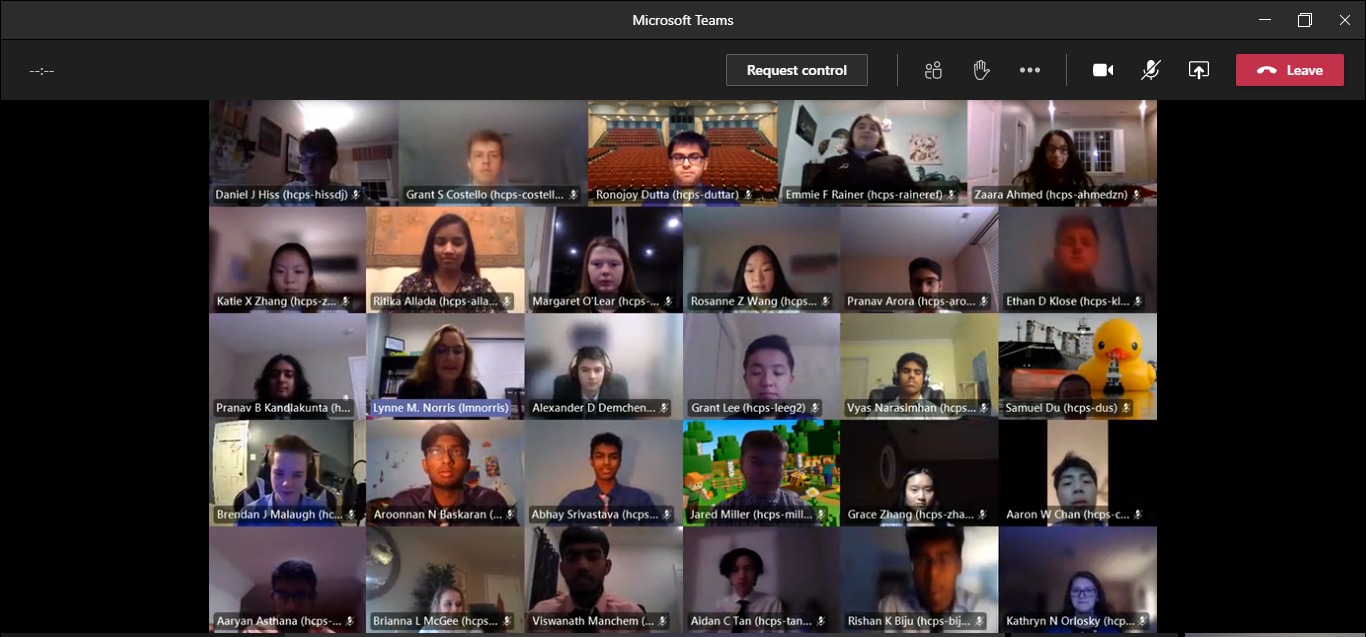 Microsoft Teams
--:--
Request control
Leave
Daniel J Hiss (hcps-hissdj)
Grant S Costello (hcps-costell...
Ronojoy Dutta (hcps-duttar)
Emmie F Rainer (hcps-raineref)
Zaara Ahmed (hcps-ahmedzn)
Katie X Zhang (hcps-z...
Ritika Allada (hcps-alla...
Margaret O'Lear (hcps-...
Rosanne Z Wang (hcps...
Pranav Arora (hcps-aro...
Ethan D Klose (hcps-kl...
Pranav B Kandlakunta (h...
Lynne M. Norris (lmnorris)
Alexander D Demchen...
Grant Lee (hcps-leeg2)
Vyas Narasimhan (hcps...
Samuel Du (hcps-dus)
Brendan J Malaugh (hc...
Aroonnan N Baskaran (...
Abhay Srivastava (hcps...
Jared Miller (hcps-mill...
Grace Zhang (hcps-zha...
Aaron W Chan (hcps-c...
Aaryan Asthana (hcps-...
Brianna L McGee (hcps...
Viswanath Manchem (...
Aidan C Tan (hcps-tan...
Rishan K Biju (hcps-bij...
Kathryn N Orlosky (hcp...